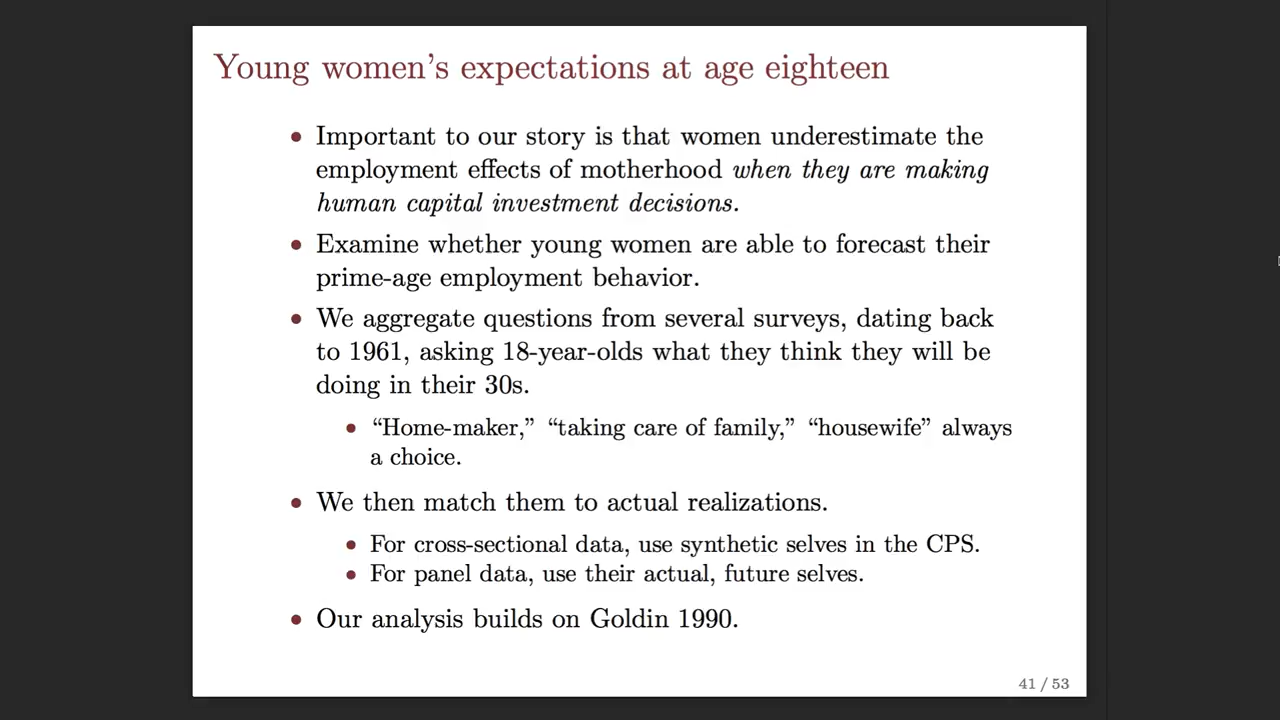 Young women's expectations at age eighteen
• Important to our story is that women underestimate the
employment effects of motherhood when they are making
human capital investment decisions.
• Examine whether young women are able to forecast their
prime-age employment behavior.
• We aggregate questions from several surveys, dating back
to 1961, asking 18-year-olds what they think they will be
doing in their 30s.
• “Home-maker,” “taking care of family,” “housewife” always
a choice.
• We then match them to actual realizations.
• For cross-sectional data, use synthetic selves in the CPS.
• For panel data, use their actual, future selves.
• Our analysis builds on Goldin 1990.
41 / 53